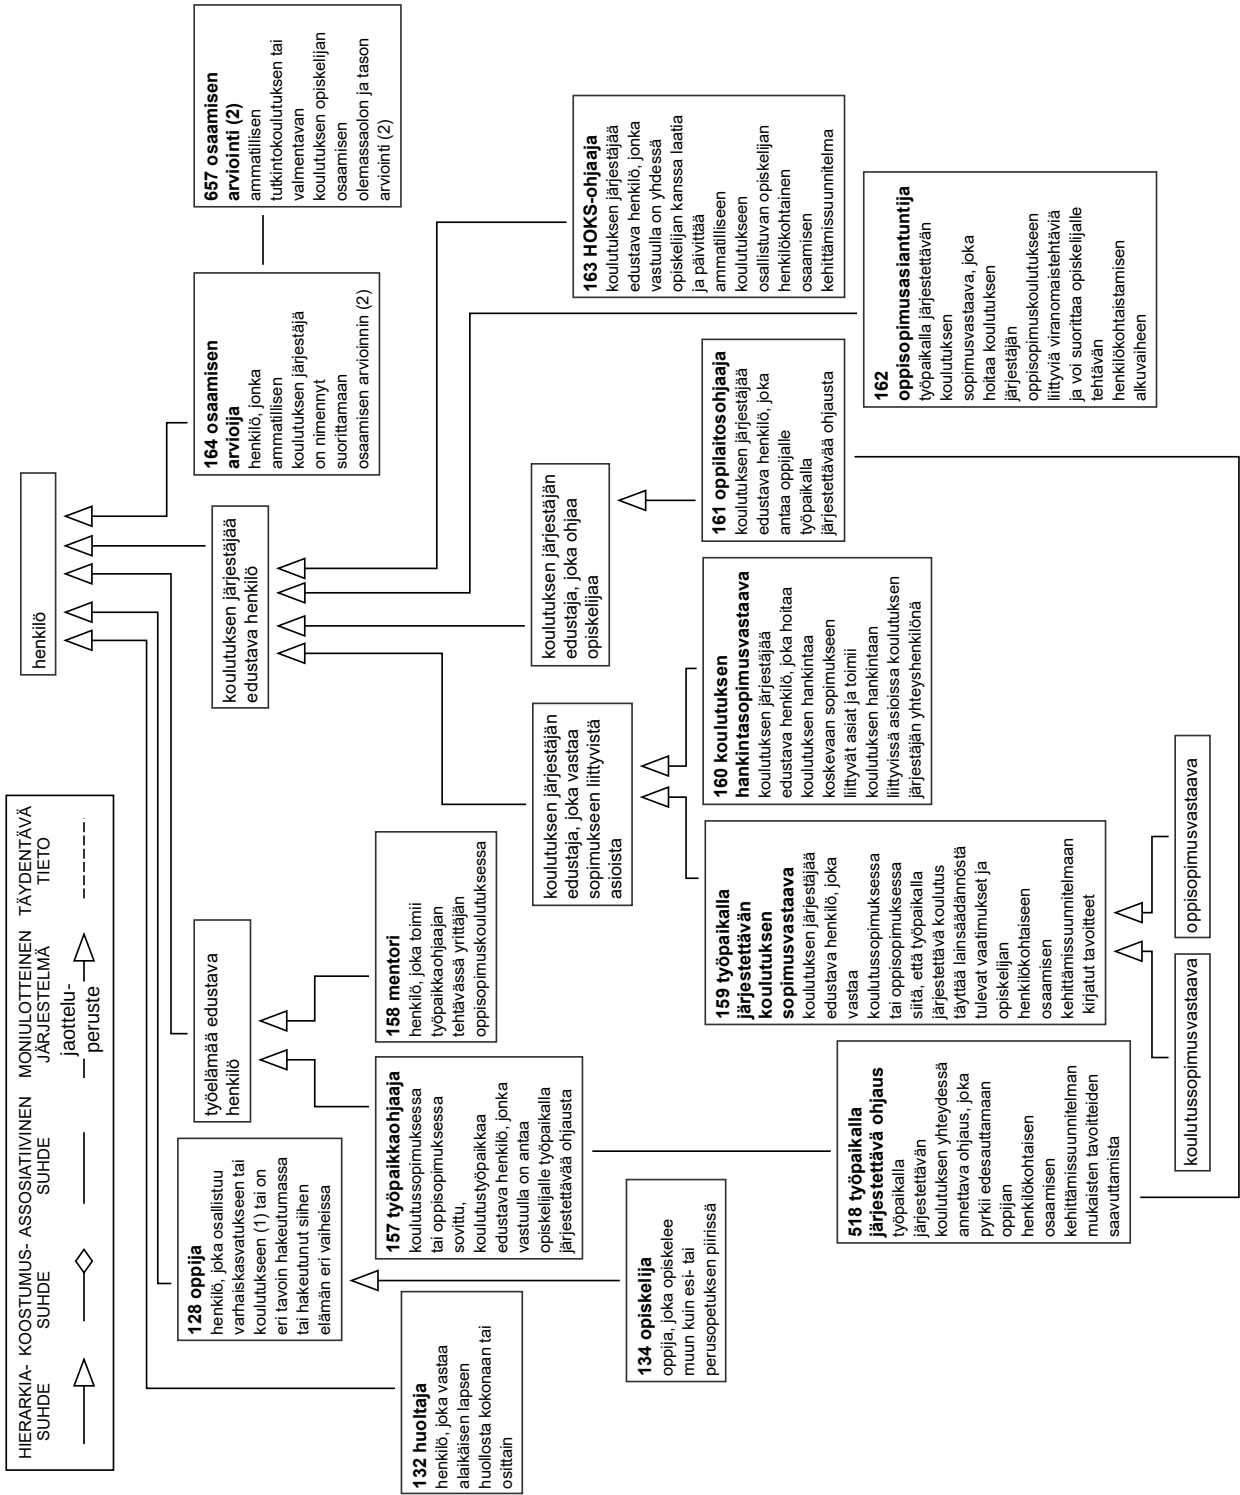 HIERARKIA-
SUHDE
KOOSTUMUS-
SUHDE
ASSOSIATIIVINEN
SUHDE
MONIULOTTEINEN
JÄRJESTELMÄ
jaottelu-
peruste
TÄYDENTÄVÄ
TIETO
henkilö
132 huoltaja
henkilö, joka vastaa
alaikäisen lapsen
huollosta kokonaan tai
osittain
128 oppija
henkilö, joka osallistuu
varhaiskasvatukseen tai
koulutukseen (1) tai on
eri tavoin hakeutumassa
tai hakeutunut siihen
elämän eri vaiheissa
134 opiskelija
oppija, joka opiskelee
muun kuin esi- tai
perusopetuksen piirissä
työelämää edustava
henkilö
157 työpaikkaohjaaja
koulutussopimuksessa
tai oppisopimuksessa
sovittu,
koulutustyöpaikkaa
edustava henkilö, jonka
vastuulla on antaa
opiskelijalle työpaikalla
järjestettävää ohjausta
158 mentori
henkilö, joka toimii
työpaikkaohjaajan
tehtävässä yrittäjän
oppisopimuskoulutuksessa
518 työpaikalla
järjestettävä ohjaus
työpaikalla
järjestettävän
koulutuksen yhteydessä
annettava ohjaus, joka
pyrkii edesauttamaan
oppijan
henkilökohtaisen
osaamisen
kehittämissuunnitelman
mukaisten tavoitteiden
saavuttamista
koulutuksen järjestäjää
edustava henkilö
koulutuksen järjestäjän
edustaja, joka vastaa
sopimukseen liittyvistä
asioista
159 työpaikalla
järjestettävän
koulutuksen
sopimusvastaava
koulutuksen järjestäjää
edustava henkilö, joka
vastaa
koulutussopimuksessa
tai oppisopimuksessa
siitä, että työpaikalla
järjestettävä koulutus
täyttää lainsäädännöstä
tulevat vaatimukset ja
opiskelijan
henkilökohtaiseen
osaamisen
kehittämissuunnitelmaan
kirjatut tavoitteet
koulutussopimusvastaava
oppisopimusvastaava
160 koulutuksen
hankintasopimusvastaava
koulutuksen järjestäjää
edustava henkilö, joka hoitaa
koulutuksen hankintaa
koskevaan sopimukseen
liittyvät asiat ja toimii
koulutuksen hankintaan
liittyvissä asioissa koulutuksen
järjestäjän yhteyshenkilönä
koulutuksen järjestäjän
edustaja, joka ohjaa
opiskelijaa
161 oppilaitosohjaaja
koulutuksen järjestäjää
edustava henkilö, joka
antaa oppijalle
työpaikalla
järjestettävää ohjausta
162
oppisopimusasiantuntija
työpaikalla järjestettävän
koulutuksen
sopimusvastaava, joka
hoitaa koulutuksen
järjestäjän
oppisopimuskoulutukseen
liittyviä viranomaistehtäviä
ja voi suorittaa opiskelijalle
tehtävän
henkilökohtaistamisen
alkuvaiheen
163 HOKS-ohjaaja
koulutuksen järjestäjää
edustava henkilö, jonka
vastuulla on yhdessä
opiskelijan kanssa laatia
ja päivittää
ammatilliseen
koulutukseen
osallistuvan opiskelijan
henkilökohtainen
osaamisen
kehittämissuunnitelma
164 osaamisen
arvioija
henkilö, jonka
ammatillisen
koulutuksen järjestäjä
on nimennyt
suorittamaan
osaamisen arvioinnin (2)
657 osaamisen
arviointi (2)
ammatillisen
tutkintokoulutuksen tai
valmentavan
koulutuksen opiskelijan
osaamisen
olemassaolon ja tason
arviointi (2)